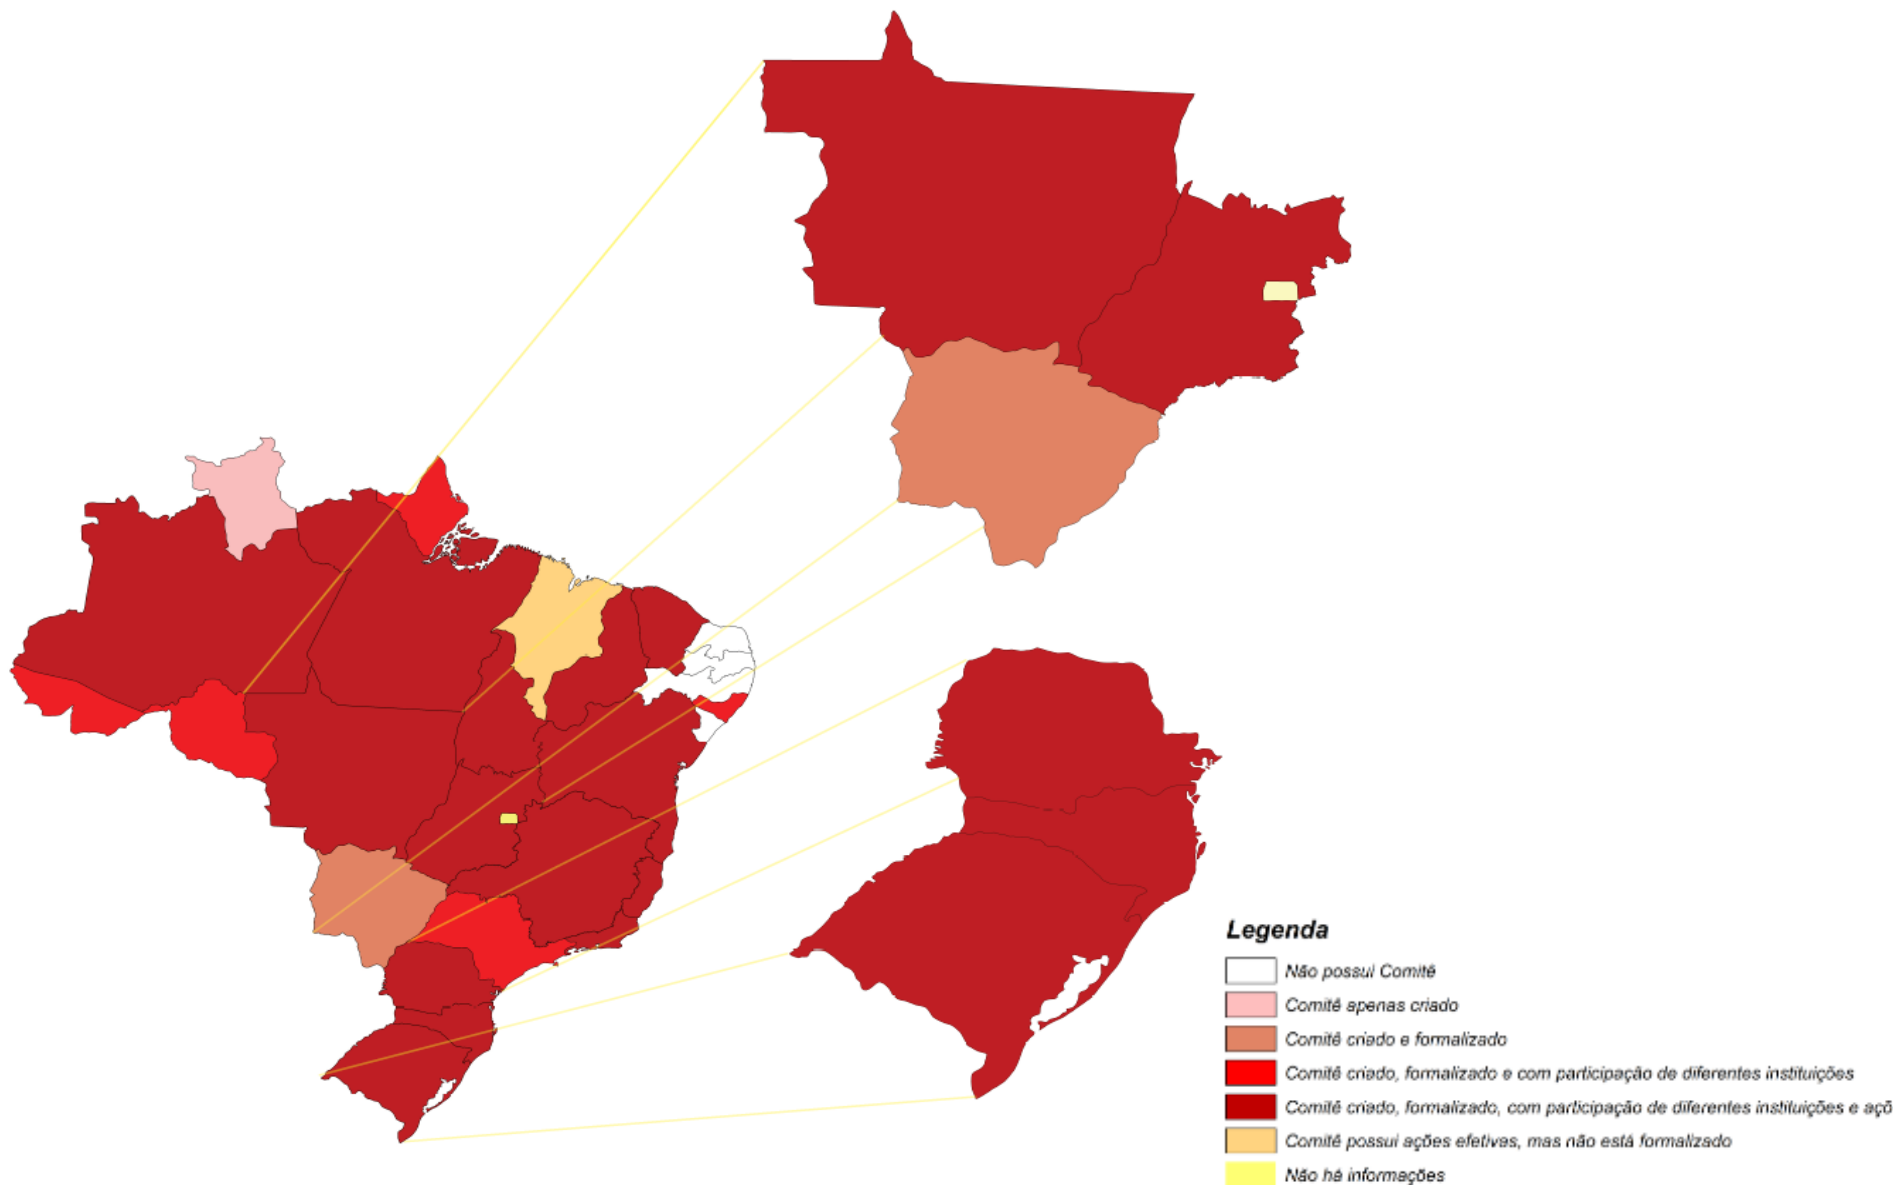 Legenda
Não possui Comitê
Comitê apenas criado
Comitê criado e formalizado
Comitê criado, formalizado e com participação de diferentes instituições
Comitê criado, formalizado, com participação de diferentes instituições e açõ
Comitê possui ações efetivas, mas não está formalizado
Não há informações